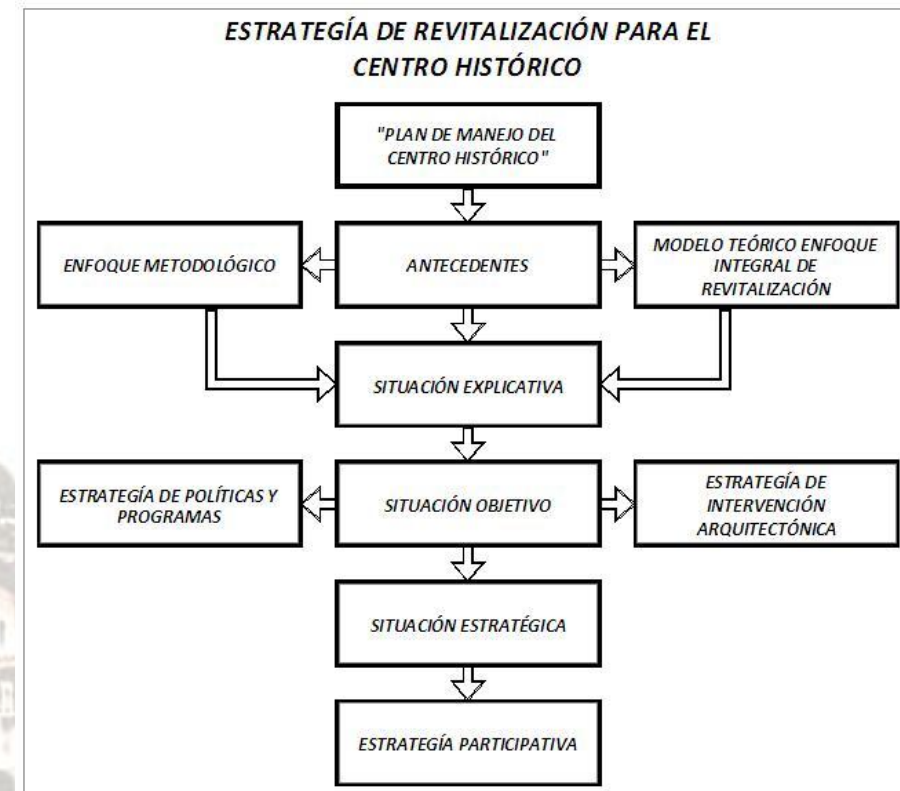 ESTRATEGÍA DE REVITALIZACIÓN PARA EL
CENTRO HISTÓRICO
"PLAN DE MANEJO DEL
CENTRO HISTÓRICO"
ENFOQUE METODOLÓGICO
ANTECEDENTES
MODELO TEÓRICO ENFOQUE
INTEGRAL DE
REVITALIZACIÓN
SITUACIÓN EXPLICATIVA
ESTRATEGÍA DE POLÍTICAS Y
PROGRAMAS
SITUACIÓN OBJETIVO
ESTRATEGÍA DE
INTERVENCIÓN
ARQUITECTÓNICA
SITUACIÓN ESTRATÉGICA
ESTRATEGÍA PARTICIPATIVA